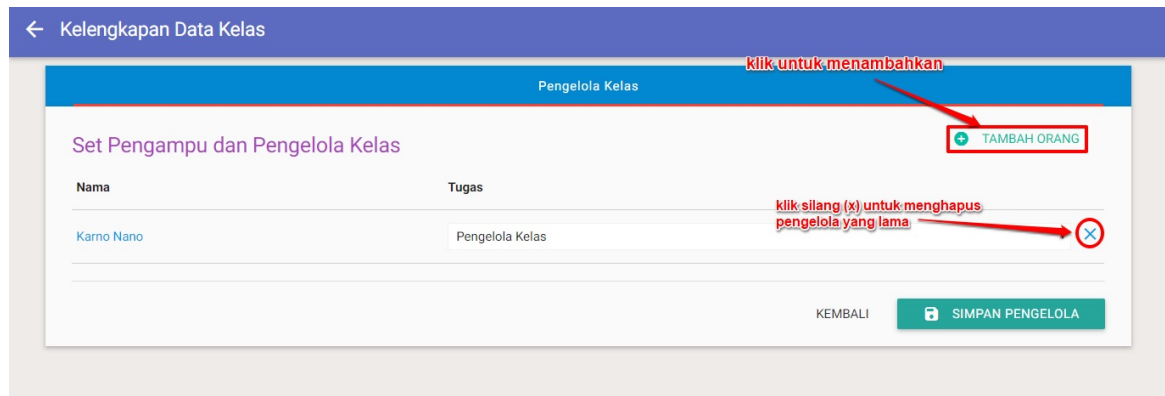 Kelengkapan Data Kelas
klik untuk menambahkan
Pengelola Kelas
Set Pengampu dan Pengelola Kelas
TAMBAH ORANG
Nama Tugas
klik silang (x) untuk menghapus
pengelola yang lama
Karno Nano Pengelola Kelas
KEMBALI SIMPAN PENGELOLA